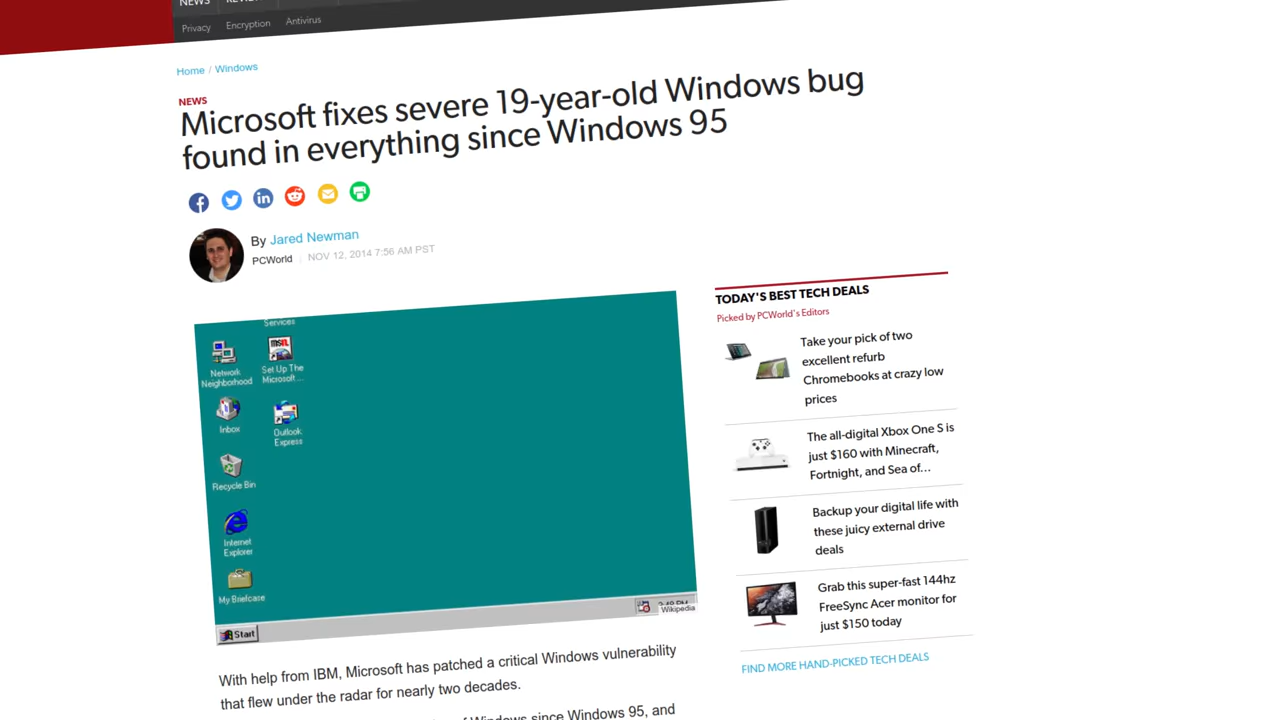 NEWS
Privacy Encryption Antivirus
Home / Windows
NEWS
Microsoft fixes severe 19-year-old Windows bug
found in everything since Windows 95
By Jared Newman
PCWorld | NOV 12, 2014 7:56 AM PST
Services
Network
Neighborhood
Set Up The
Microsoft...
Inbox
Outlook
Express
Recycle Bin
Internet
Explorer
My Briefcase
Start
Wikipedia
With help from IBM, Microsoft has patched a critical Windows vulnerability
that flew under the radar for nearly two decades.
of Windows since Windows 95, and
TODAY'S BEST TECH DEALS
Picked by PCWorld's Editors
Take your pick of two
excellent refurb
Chromebooks at crazy low
prices
The all-digital Xbox One S is
just $160 with Minecraft,
Fortnight, and Sea of...
Backup your digital life with
these juicy external drive
deals
Grab this super-fast 144hz
FreeSync Acer monitor for
just $150 today
FIND MORE HAND-PICKED TECH DEALS